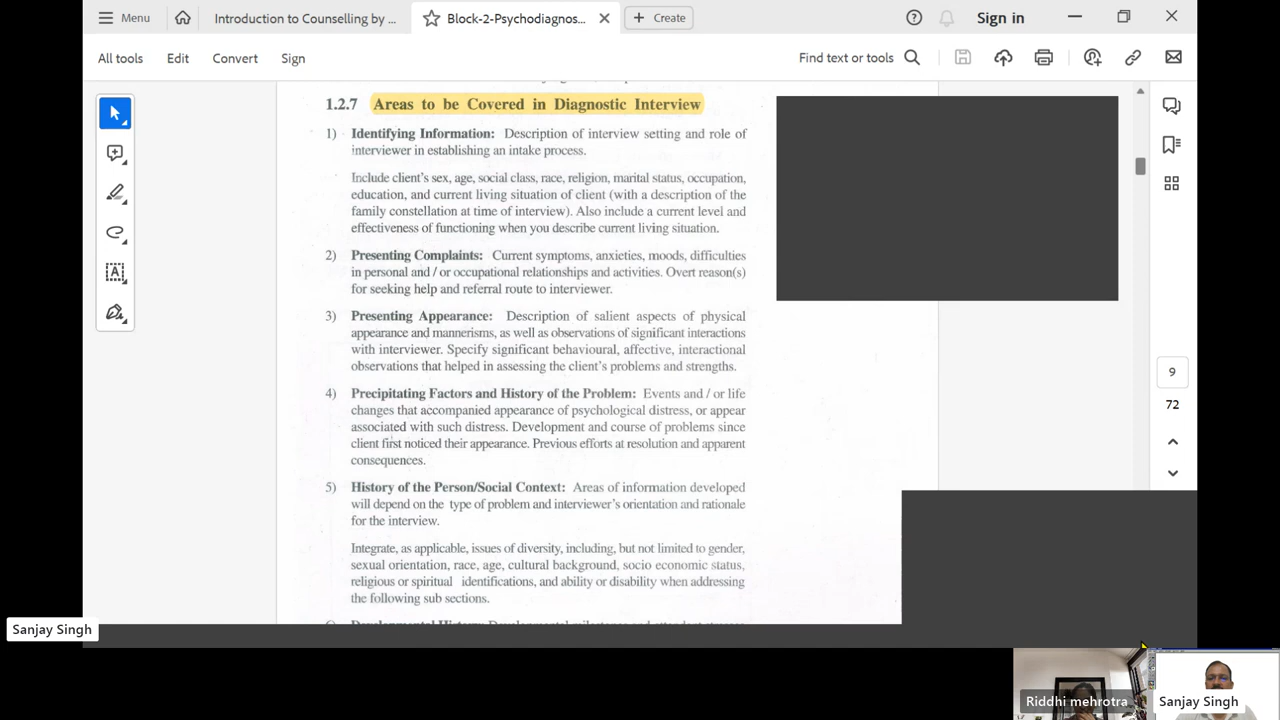 Menu
Introduction to Counselling by ...
Block-2-Psychodiagnos...
Create
Sign in
All tools
Edit
Convert
Sign
Find text or tools
1.2.7 Areas to be Covered in Diagnostic Interview
1) Identifying Information: Description of interview setting and role of
interviewer in establishing an intake process.
Include client's sex, age, social class, race, religion, marital status, occupation,
education, and current living situation of client (with a description of the
family constellation at time of interview). Also include a current level and
effectiveness of functioning when you describe current living situation.
2) Presenting Complaints: Current symptoms, anxieties, moods, difficulties
in personal and / or occupational relationships and activities. Overt reason(s)
for seeking help and referral route to interviewer.
3) Presenting Appearance: Description of salient aspects of physical
appearance and mannerisms, as well as observations of significant interactions
with interviewer. Specify significant behavioural, affective, interactional
observations that helped in assessing the client's problems and strengths.
4) Precipitating Factors and History of the Problem: Events and / or life
changes that accompanied appearance of psychological distress, or appear
associated with such distress. Development and course of problems since
client first noticed their appearance. Previous efforts at resolution and apparent
consequences.
5) History of the Person/Social Context: Areas of information developed
will depend on the type of problem and interviewer's orientation and rationale
for the interview.
Integrate, as applicable, issues of diversity, including, but not limited to gender,
sexual orientation, race, age, cultural background, socio economic status,
religious or spiritual identifications, and ability or disability when addressing
the following sub sections.
9
72
Sanjay Singh
Riddhi mehrotra
Sanjay Singh